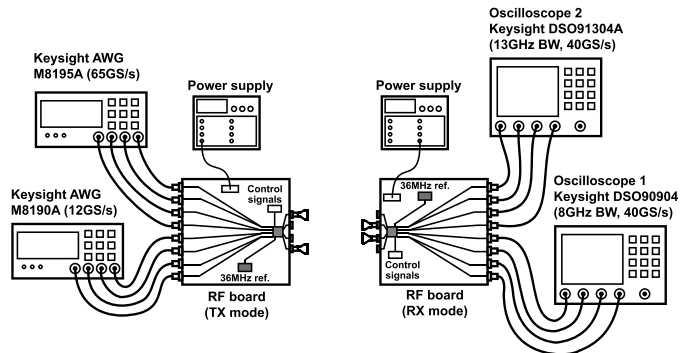 Keysight AWG
M8195A (65GS/s)
Power supply
Control
signals
Keysight AWG
M8190A (12GS/s)
36MHz ref.
RF board
(TX mode)
Power supply
36MHz ref.
Control
signals
RF board
(RX mode)
Oscilloscope 2
Keysight DSO91304A
(13GHz BW, 40GS/s)
Oscilloscope 1
Keysight DSO90904
(8GHz BW, 40GS/s)